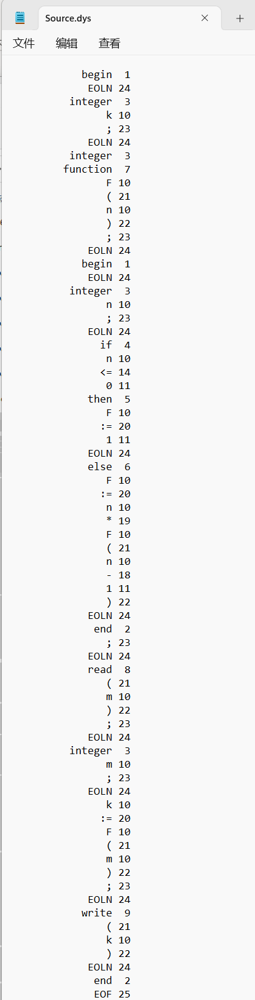 Source.dys
文件 编辑 查看
begin 1
EOLN 24
integer 3
k 10
; 23
EOLN 24
integer 3
function 7
F 10
( 21
n 10
) 22
; 23
EOLN 24
begin 1
EOLN 24
integer 3
n 10
; 23
EOLN 24
if 4
n 10
<= 14
0 11
then 5
F 10
:= 20
1 11
EOLN 24
else 6
F 10
:= 20
n 10
* 19
F 10
( 21
n 10
- 18
1 11
) 22
EOLN 24
end 2
; 23
EOLN 24
read 8
( 21
m 10
) 22
; 23
EOLN 24
integer 3
m 10
; 23
EOLN 24
k 10
:= 20
F 10
( 21
m 10
) 22
; 23
EOLN 24
write 9
( 21
k 10
) 22
EOLN 24
end 2
EOF 25